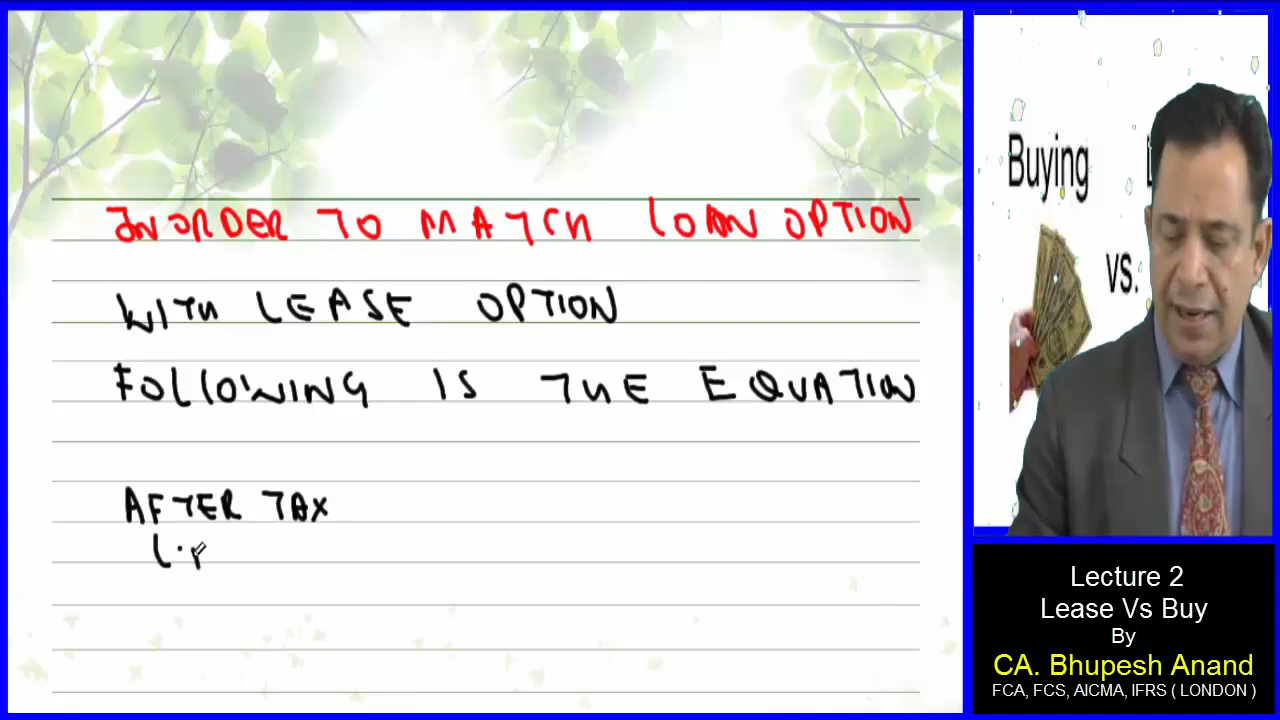 IN ORDER TO MATCH LOAN OPTION
WITH LEASE OPTION
FOLLOWING IS THE EQUATION
AFTER TAX
L.P
Buying
vs.
Lecture 2
Lease Vs Buy
By
CA. Bhupesh Anand
FCA, FCS, AICMA, IFRS ( LONDON )